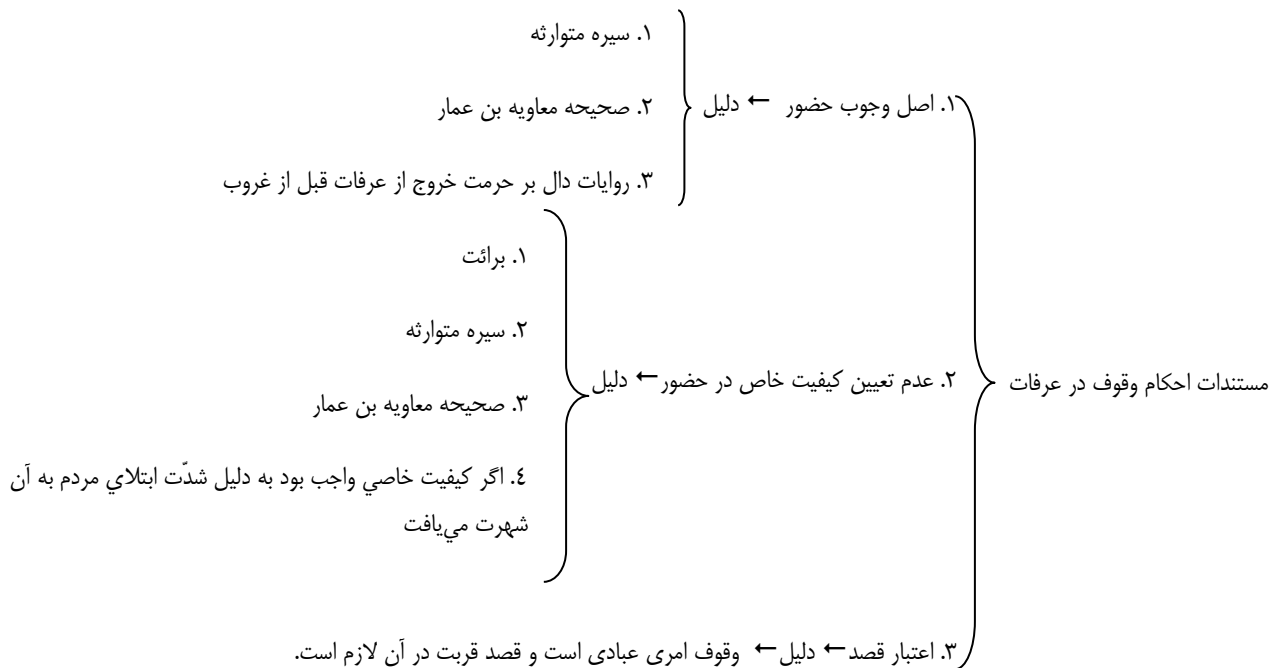 مستندات احکام وقوف در عرفات
۱. اصل وجوب حضور ← دلیل
۱. سیره متوارثه
۲. صحیحه معاویه بن عمار
۳. روایات دال بر حرمت خروج از عرفات قبل از غروب
۲. عدم تعیین کیفیت خاص در حضور ← دلیل
۱. برائت
۲. سیره متوارثه
۳. صحیحه معاویه بن عمار
٤. اگر کیفیت خاصي واجب بود به دلیل شدّت ابتلاي مردم به آن
شهرت مي‌یافت
۳. اعتبار قصد ← دلیل ← وقوف امری عبادی است و قصد قربت در آن لازم است.